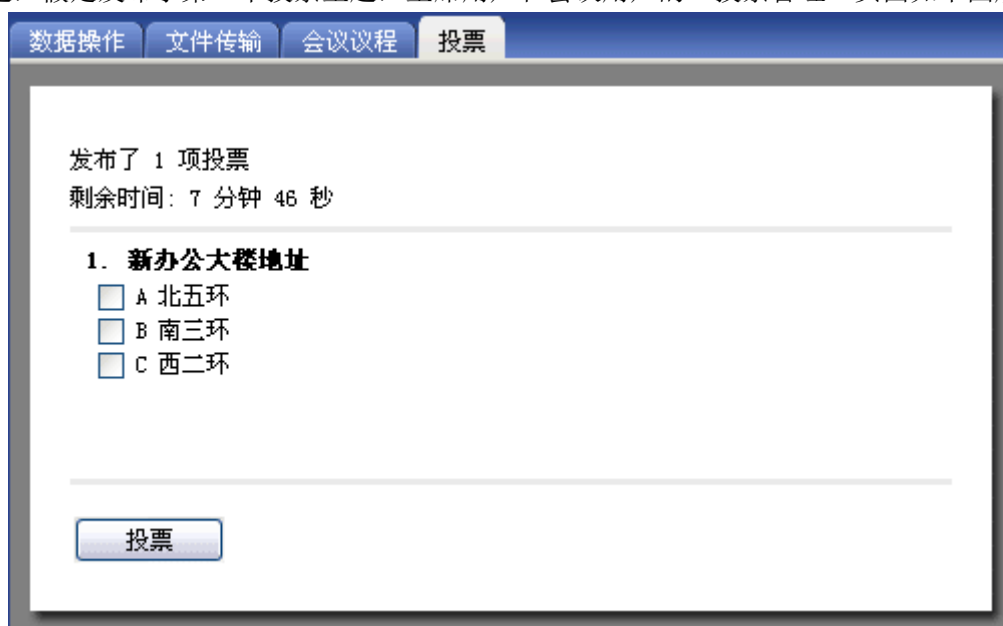 数据操作 文件传输 会议议程 投票
发布了 1 项投票
剩余时间: 7 分钟 46 秒
1. 新办公大楼地址
A 北五环
B 南三环
C 西二环
投票